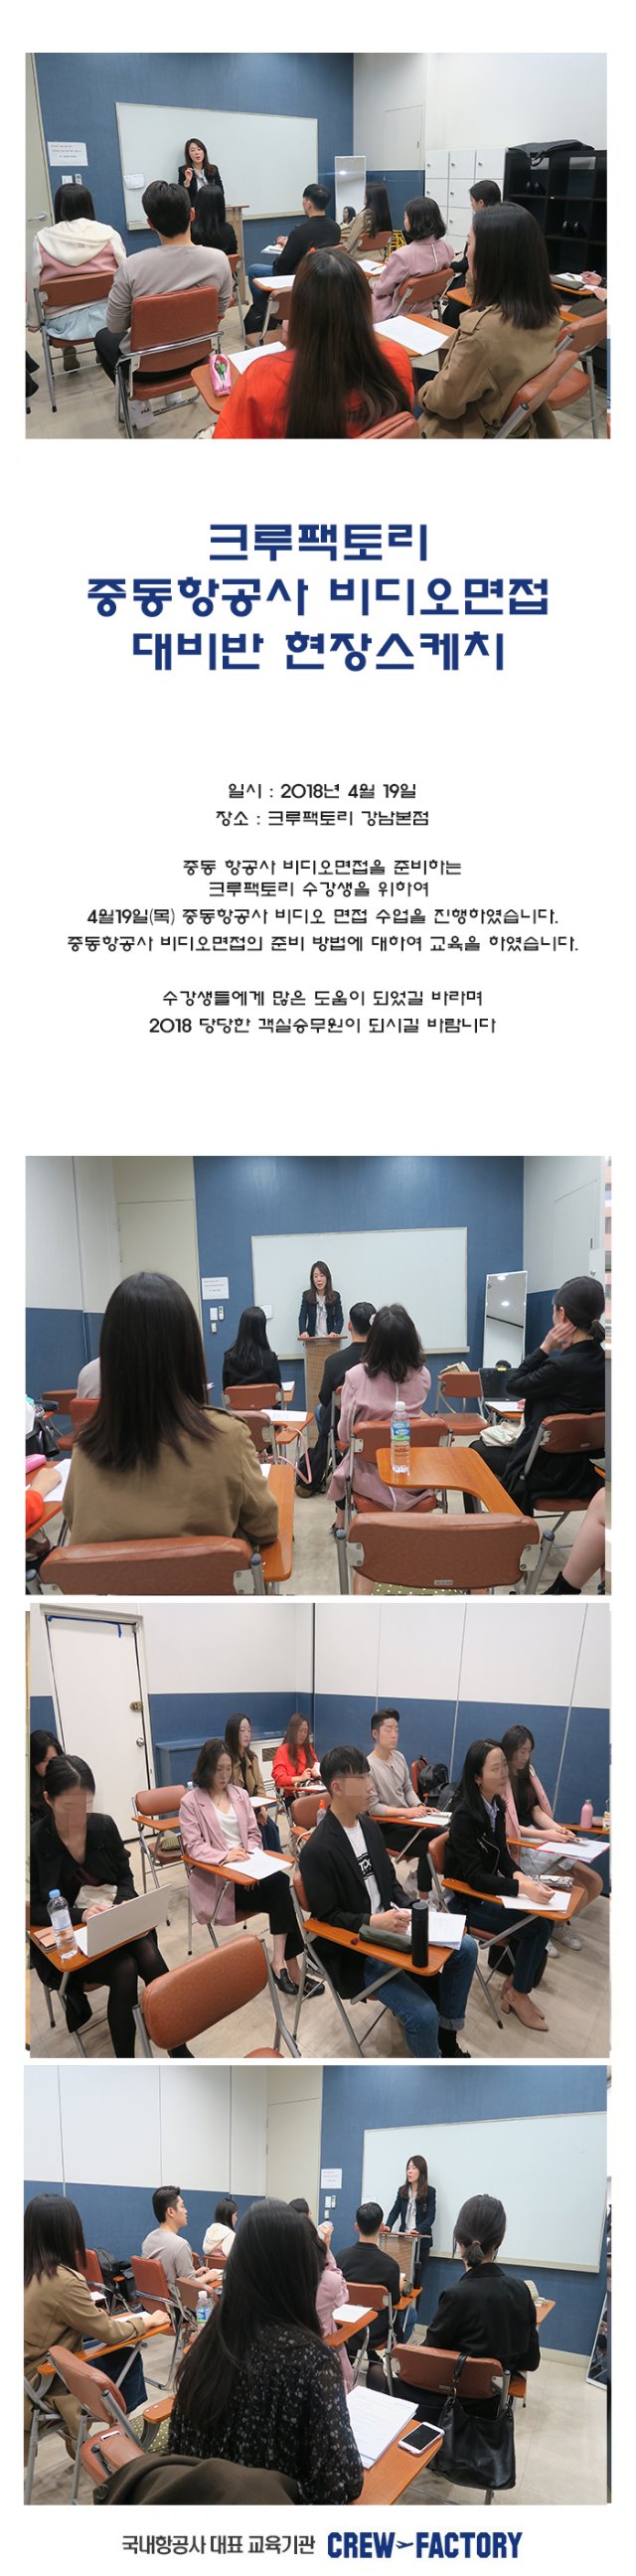 크루팩토리
중동항공사 비디오면접
대비반 현장스케치
일시 : 2018년 4월 19일
장소 : 크루팩토리 강남본점
중동 항공사 비디오면접을 준비하는
크루팩토리 수강생을 위하여
4월19일(목) 중동항공사 비디오 면접 수업을 진행하였습니다.
중동항공사 비디오면접의 준비 방법에 대하여 교육을 하였습니다.
수강생들에게 많은 도움이 되었길 바라며
2018 당당한 객실승무원이 되시길 바랍니다
국내항공사 대표 교육기관 CREW FACTORY